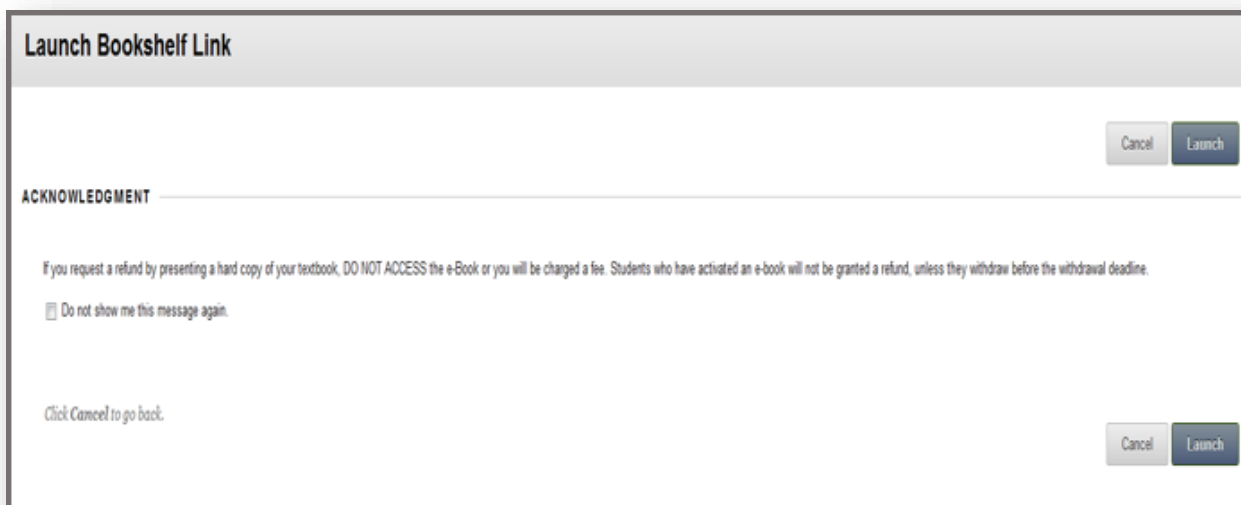 Launch Bookshelf Link
Cancel Launch
ACKNOWLEDGMENT
If you request a refund by presenting a hard copy of your textbook, DO NOT ACCESS the e-Book or you will be charged a fee. Students who have activated an e-book will not be granted a refund, unless they withdraw before the withdrawal deadline.
Do not show me this message again.
Click Cancel to go back.
Cancel Launch